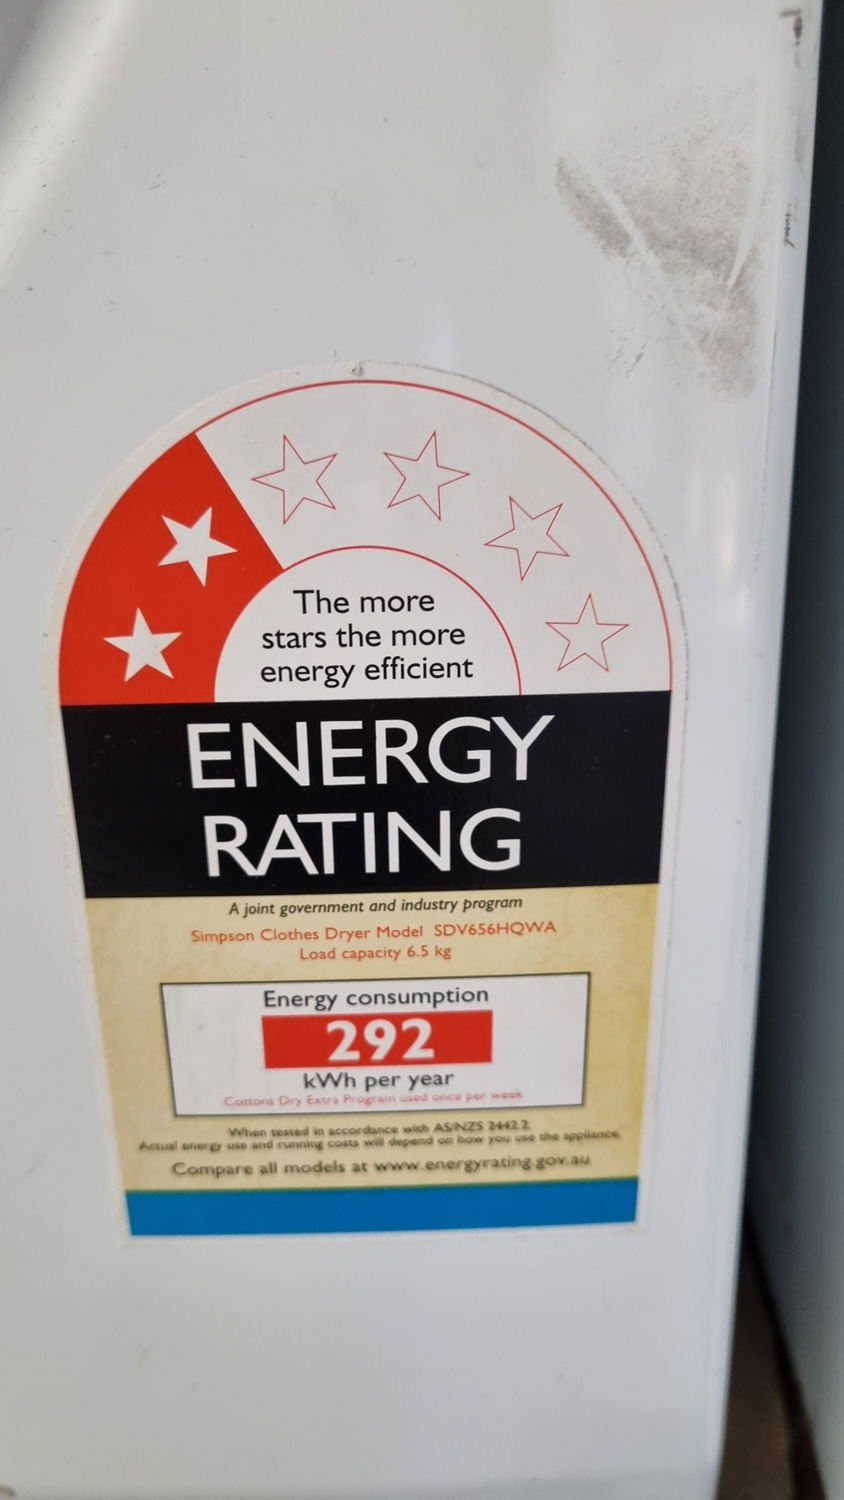 The more
stars the more
energy efficient
ENERGY
RATING
A joint government and industry program
Simpson Clothes Dryer Model SDV656HQWA
Load capacity 6.5 kg
Energy consumption
292
kWh per year
Cottons Dry Extra Program used once per week
When tested in accordance with AS/NZS 2442.2
Actual energy use and running costs will depend on how you use the appliance.
Compare all models at www.energyrating.gov.au